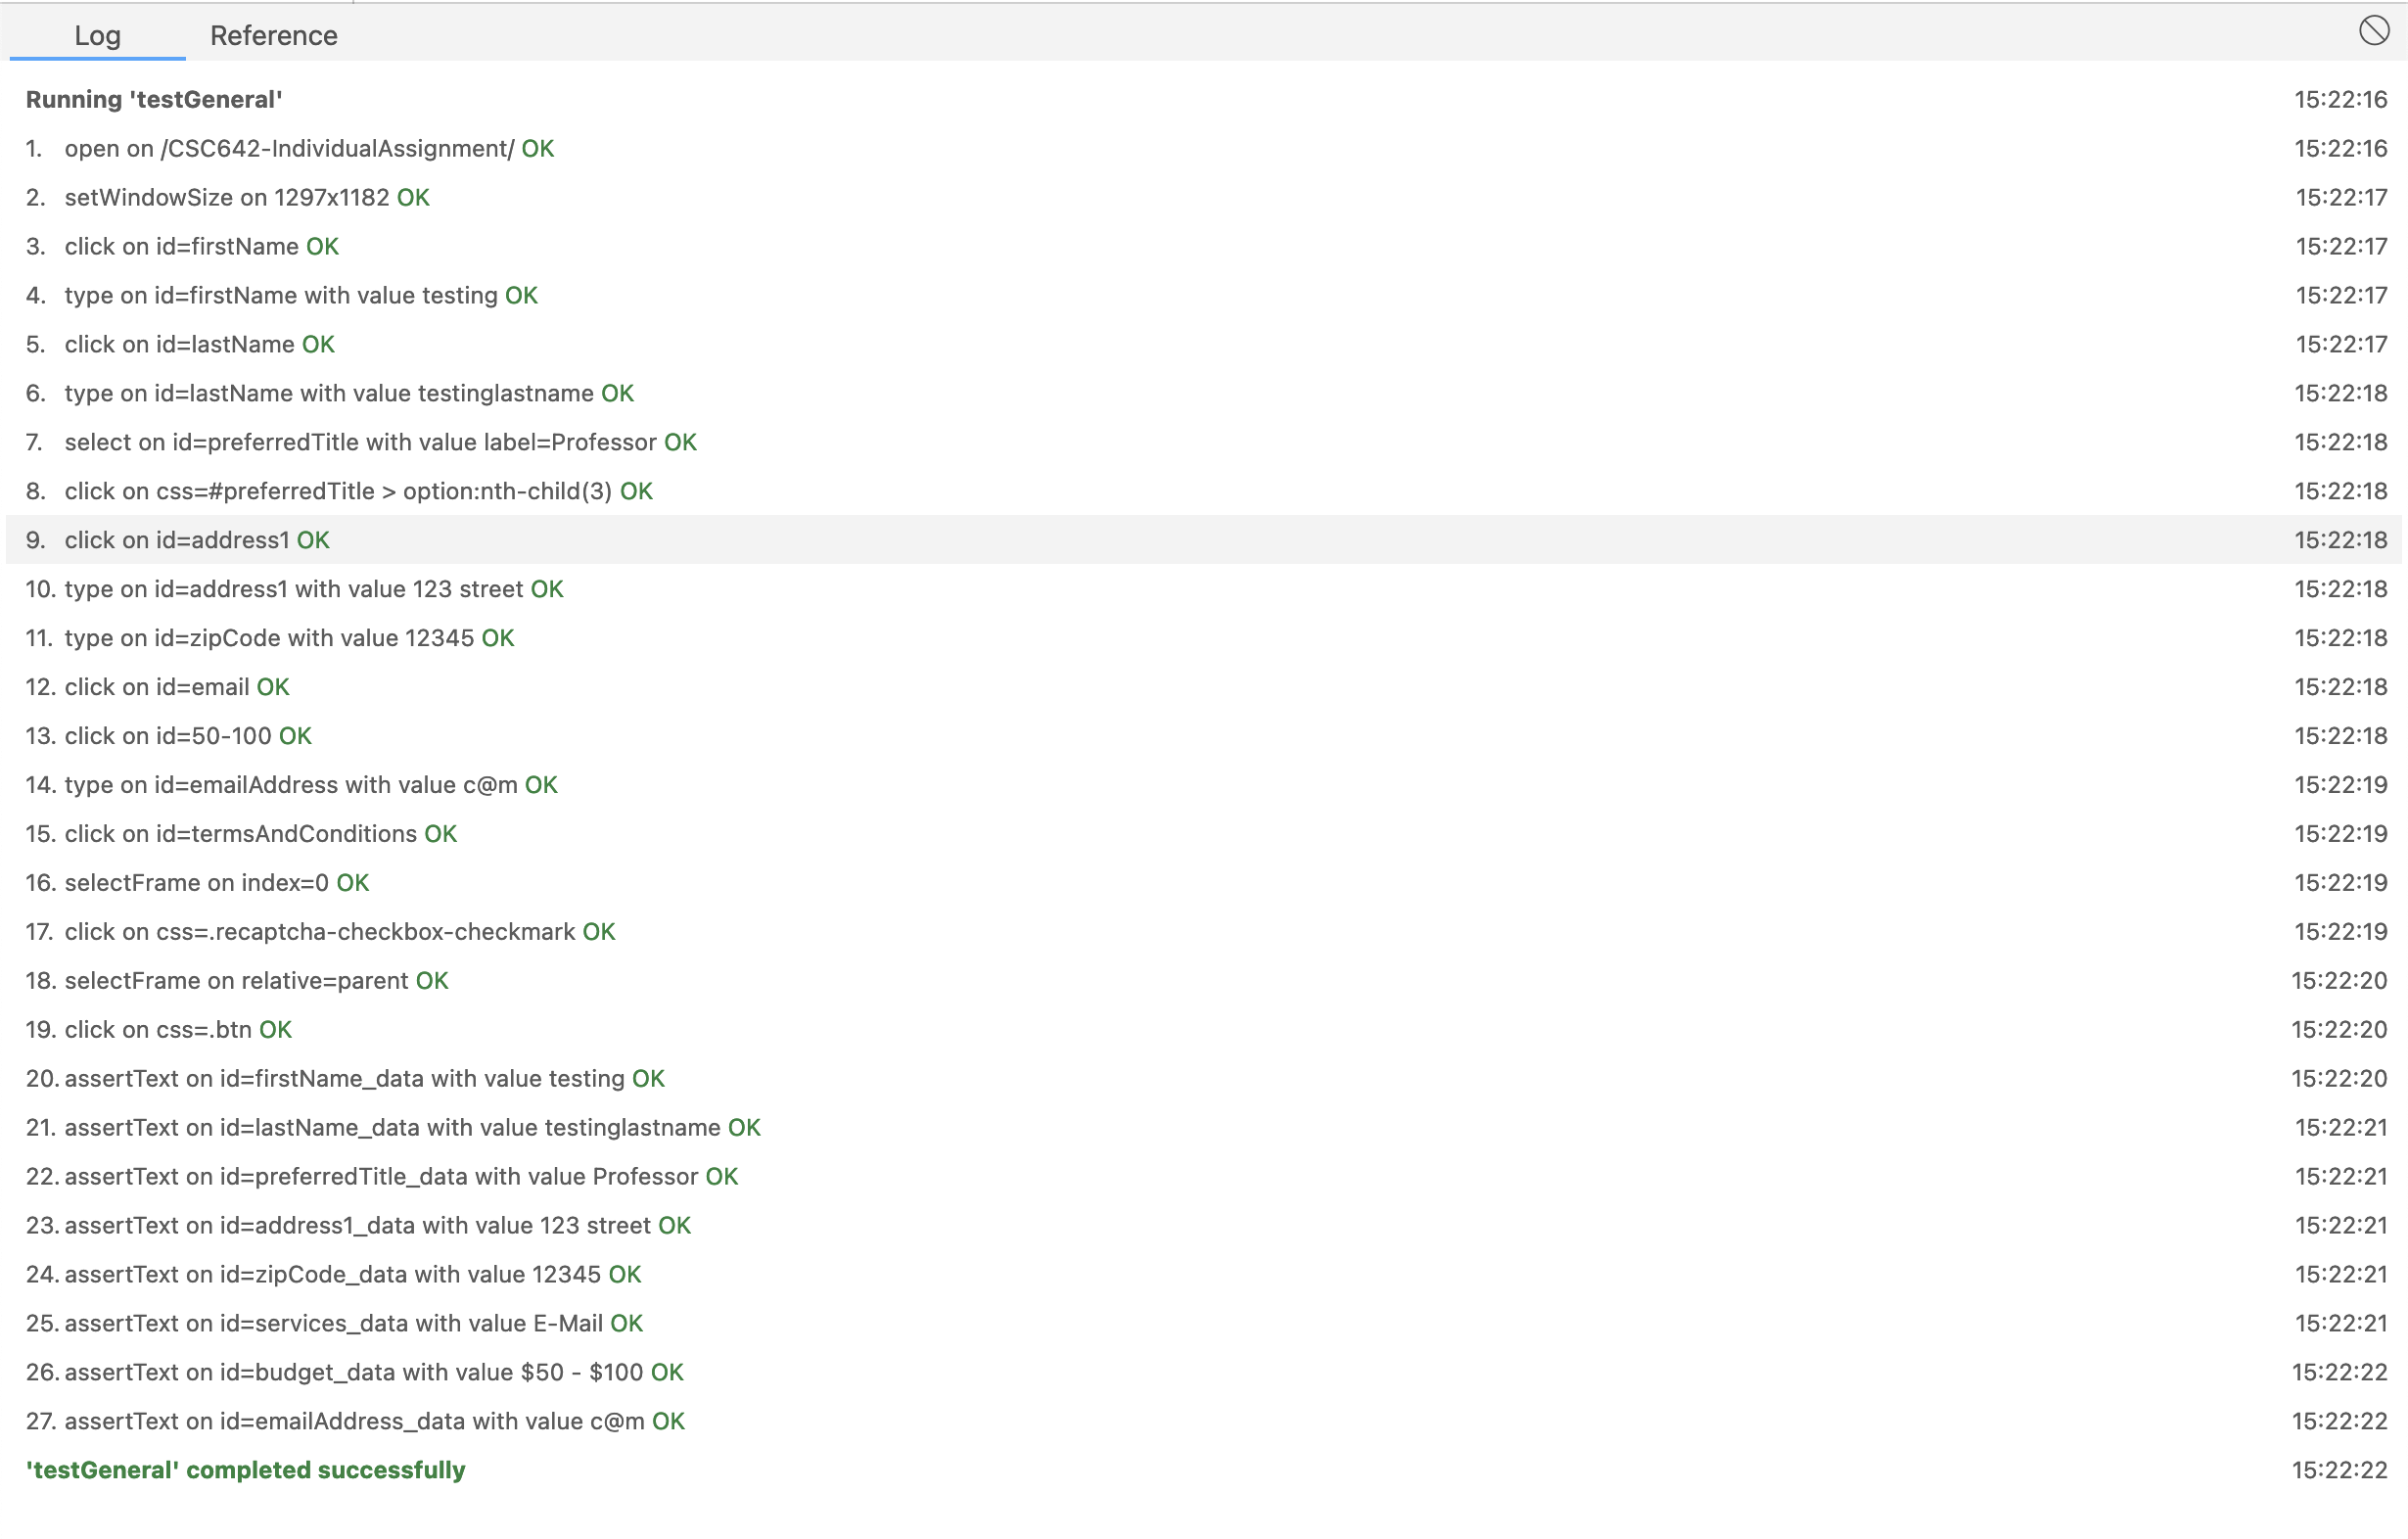 Log Reference
Running 'testGeneral' 15:22:16
1. open on /CSC642-IndividualAssignment/ OK 15:22:16
2. setWindowSize on 1297x1182 OK 15:22:17
3. click on id=firstName OK 15:22:17
4. type on id=firstName with value testing OK 15:22:17
5. click on id=lastName OK 15:22:17
6. type on id=lastName with value testinglastname OK 15:22:18
7. select on id=preferredTitle with value label=Professor OK 15:22:18
8. click on css=#preferredTitle > option:nth-child(3) OK 15:22:18
9. click on id=address1 OK 15:22:18
10. type on id=address1 with value 123 street OK 15:22:18
11. type on id=zipCode with value 12345 OK 15:22:18
12. click on id=email OK 15:22:18
13. click on id=50-100 OK 15:22:18
14. type on id=emailAddress with value c@m OK 15:22:19
15. click on id=termsAndConditions OK 15:22:19
16. selectFrame on index=0 OK 15:22:19
17. click on css=.recaptcha-checkbox-checkmark OK 15:22:19
18. selectFrame on relative=parent OK 15:22:20
19. click on css=.btn OK 15:22:20
20. assertText on id=firstName_data with value testing OK 15:22:20
21. assertText on id=lastName_data with value testinglastname OK 15:22:21
22. assertText on id=preferredTitle_data with value Professor OK 15:22:21
23. assertText on id=address1_data with value 123 street OK 15:22:21
24. assertText on id=zipCode_data with value 12345 OK 15:22:21
25. assertText on id=services_data with value E-Mail OK 15:22:21
26. assertText on id=budget_data with value $50 - $100 OK 15:22:22
27. assertText on id=emailAddress_data with value c@m OK 15:22:22
'testGeneral' completed successfully 15:22:22